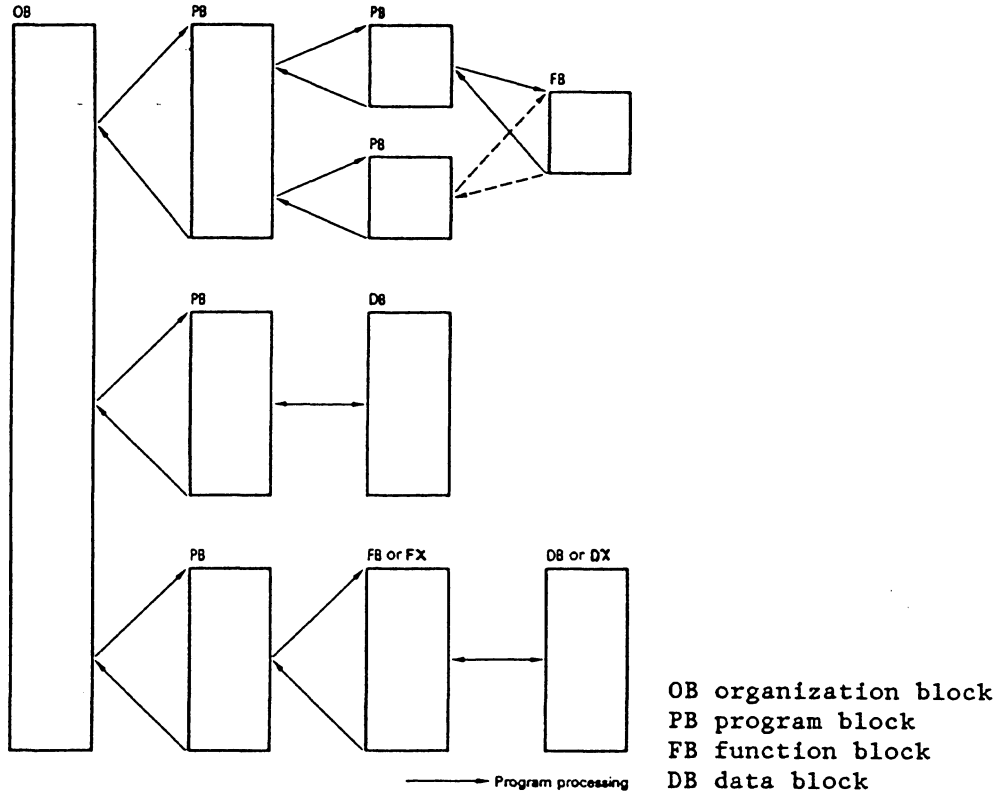 OB
PB
PB
FB
PB
PB
DB
PB
FB or FX
DB or DX
OB organization block
PB program block
FB function block
DB data block
Program processing